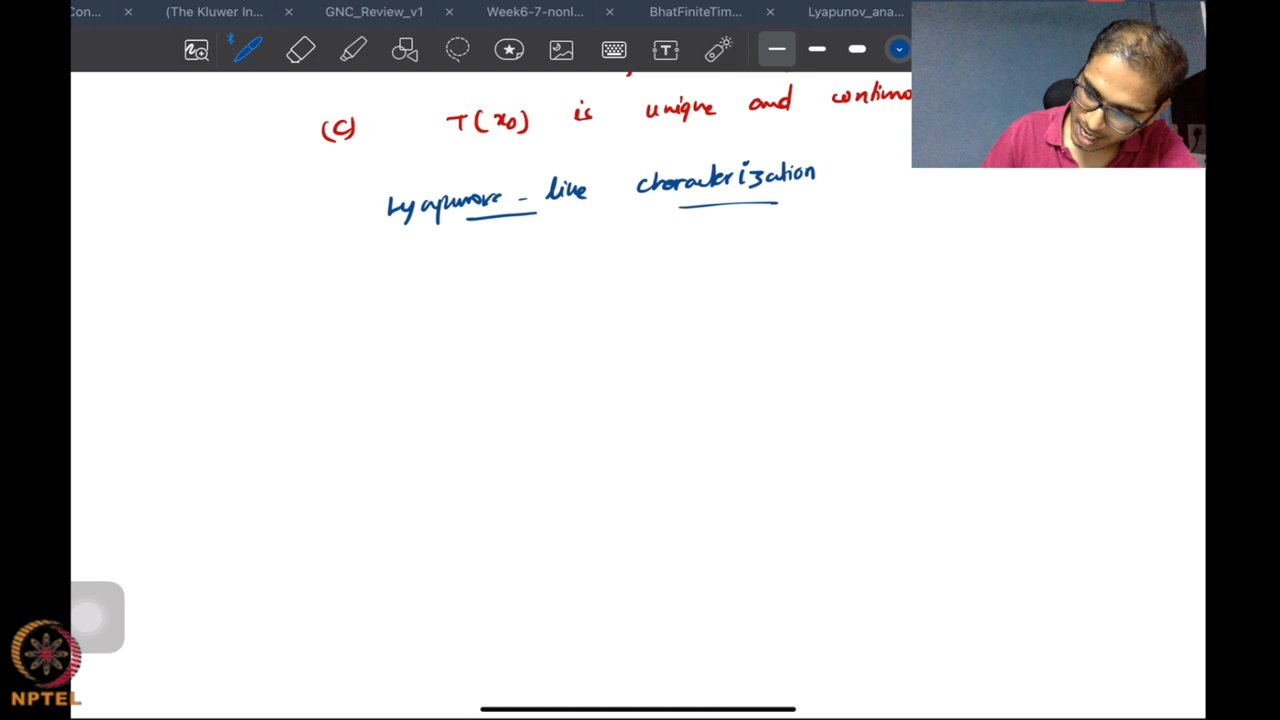 Con... (The Kluwer In... GNC_Review_v1 Week6-7-nonl... BhatFiniteTim... Lyapunov_ana...
T
(C) T(x0) is unique and continuo
Lyapunov - like characterization
NPTEL